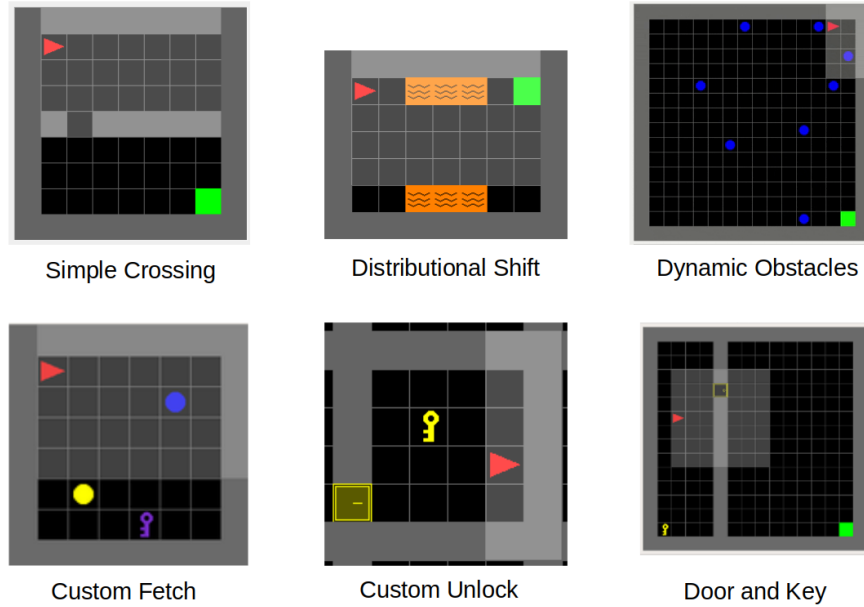 Simple Crossing
Distributional Shift
Dynamic Obstacles
Custom Fetch
Custom Unlock
Door and Key